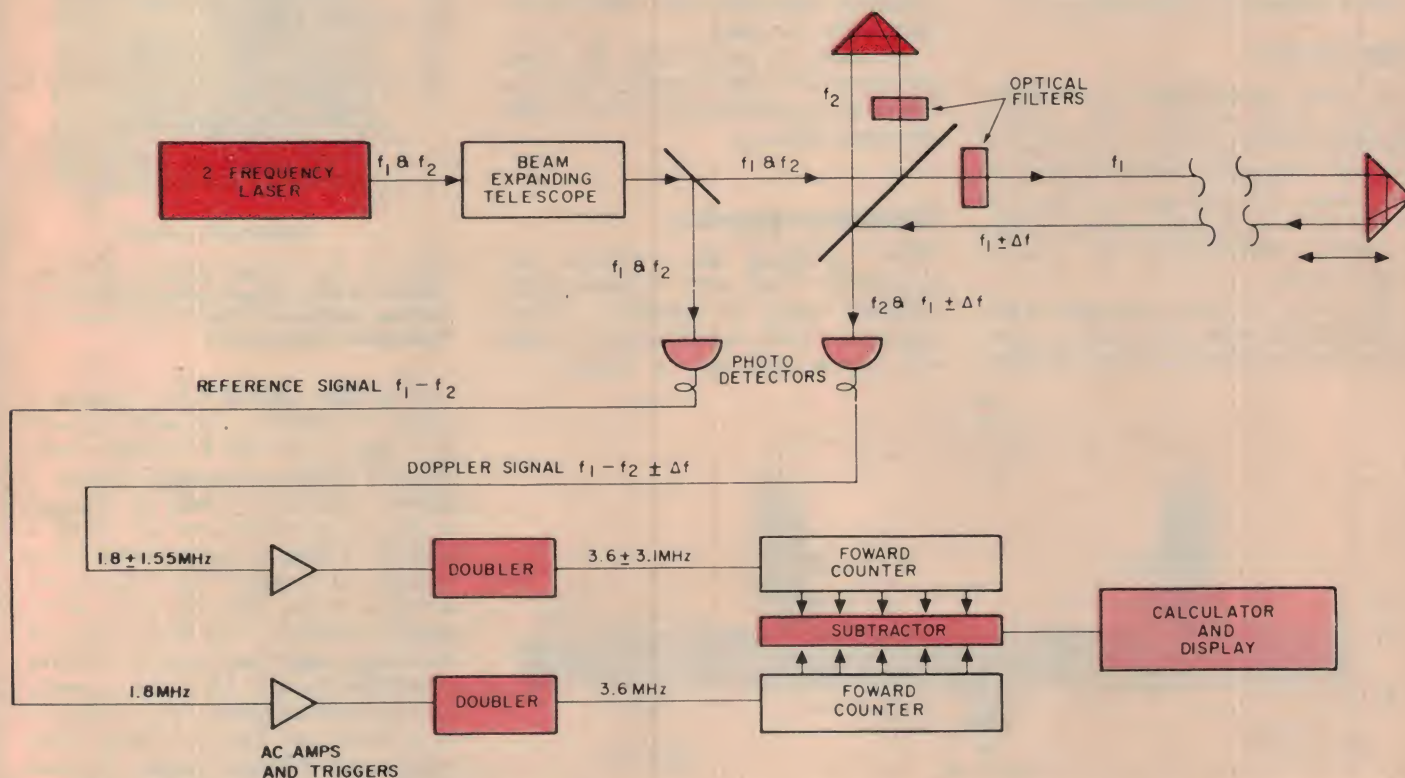 f₂
OPTICAL
FILTERS
2 FREQUENCY
LASER
f₁ & f₂
BEAM
EXPANDING
TELESCOPE
f₁ & f₂
f₁
f₁ ± Δf
f₁ & f₂
f₂ & f₁ ± Δf
PHOTO
DETECTORS
REFERENCE SIGNAL f₁ – f₂
DOPPLER SIGNAL f₁ – f₂ ± Δf
1.8 ± 1.55MHz
DOUBLER
3.6 ± 3.1MHz
FOWARD
COUNTER
SUBTRACTOR
CALCULATOR
AND
DISPLAY
1.8MHz
DOUBLER
3.6 MHz
FOWARD
COUNTER
AC AMPS
AND TRIGGERS